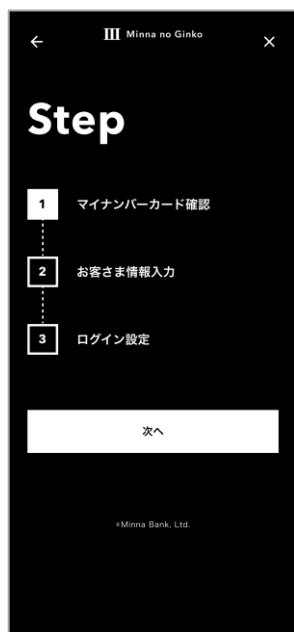 Minna no Ginko
Step
1 マイナンバーカード確認
2 お客さま情報入力
3 ログイン設定
次へ
©Minna Bank, Ltd.